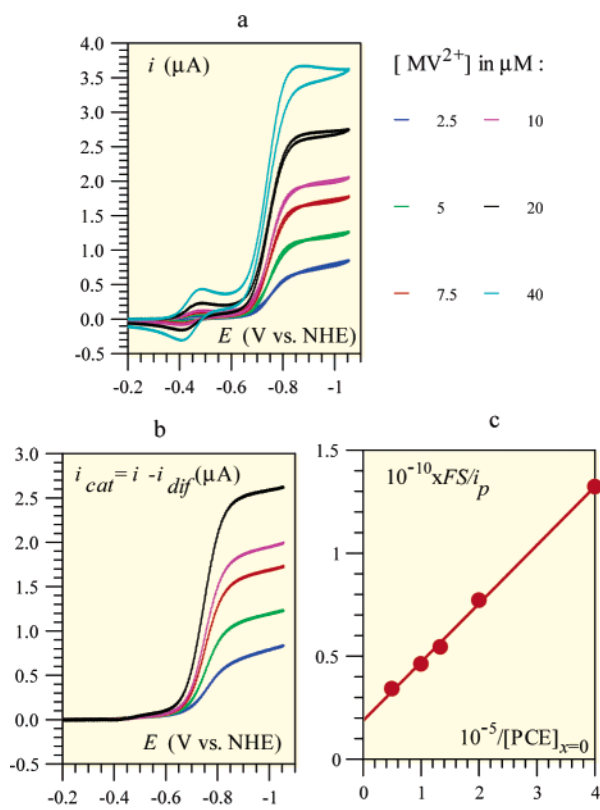 a
i (μA)
[ MV²⁺] in μM :
2.5 10
5 20
7.5 40
4.0
3.5
3.0
2.5
2.0
1.5
1.0
0.5
0.0
-0.5
E (V vs. NHE)
-0.2 -0.4 -0.6 -0.8 -1
b
i_cat = i - i_dif (μA)
3.0
2.5
2.0
1.5
1.0
0.5
0.0
-0.5
E (V vs. NHE)
-0.2 -0.4 -0.6 -0.8 -1
c
10⁻¹⁰xFS/i_p
1.5
1
0.5
0
10⁻⁵/[PCE]ₓ₌₀
0 1 2 3 4